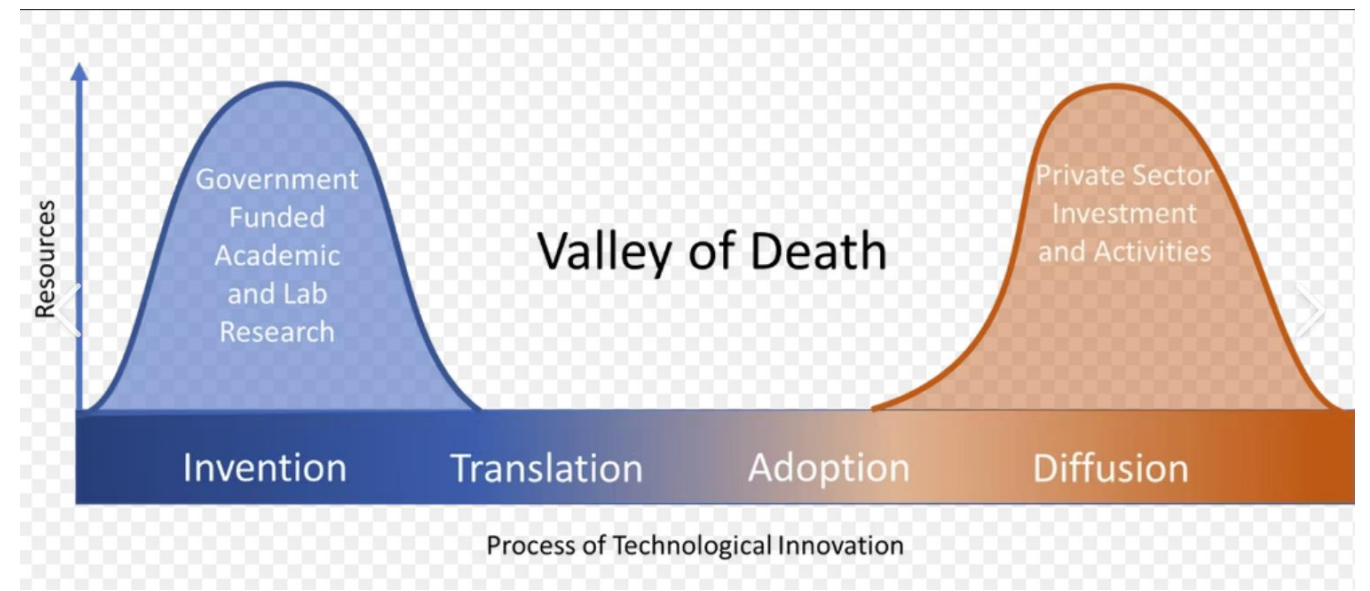 Resources
Government
Funded
Academic
and Lab
Research
Valley of Death
Private Sector
Investment
and Activities
Invention
Translation
Adoption
Diffusion
Process of Technological Innovation